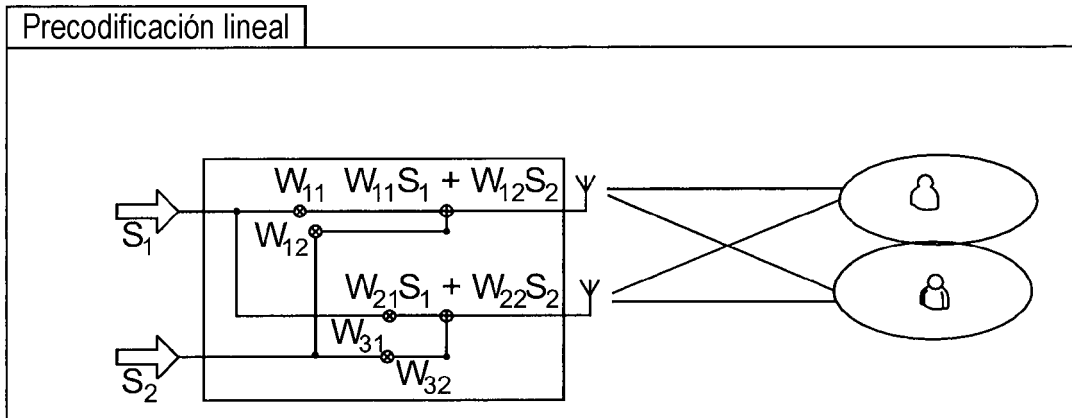 Precodificación lineal
W₁₁ W₁₁S₁ + W₁₂S₂
S₁
W₁₂
W₂₁S₁ + W₂₂S₂
W₃₁
S₂
W₃₂